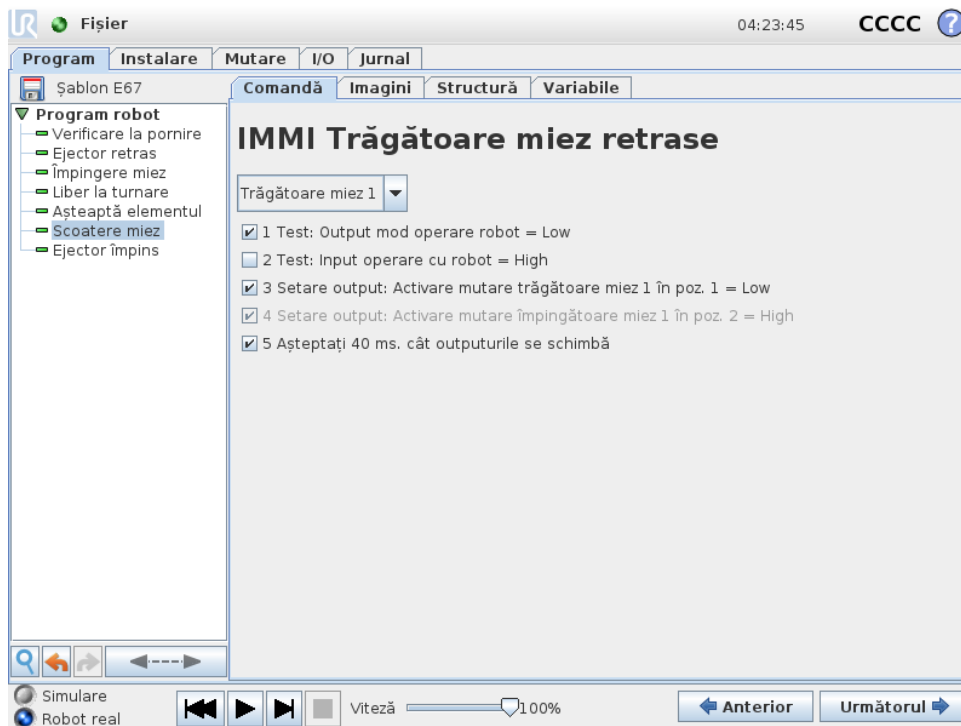 UR Fișier 04:23:45 CCCC ?
Program Instalare Mutare I/O Jurnal
Șablon E67
Comandă Imagini Structură Variabile
Program robot
Verificare la pornire
Ejector retras
Împingere miez
Liber la turnare
Așteaptă elementul
Scoatere miez
Ejector împins
IMMI Trăgătoare miez retrase
Trăgătoare miez 1
1 Test: Output mod operare robot = Low
2 Test: Input operare cu robot = High
3 Setare output: Activare mutare trăgătoare miez 1 în poz. 1 = Low
4 Setare output: Activare mutare împingătoare miez 1 în poz. 2 = High
5 Așteptați 40 ms. cât outputurile se schimbă
Simulare
Robot real
Viteză 100%
Anterior Următorul